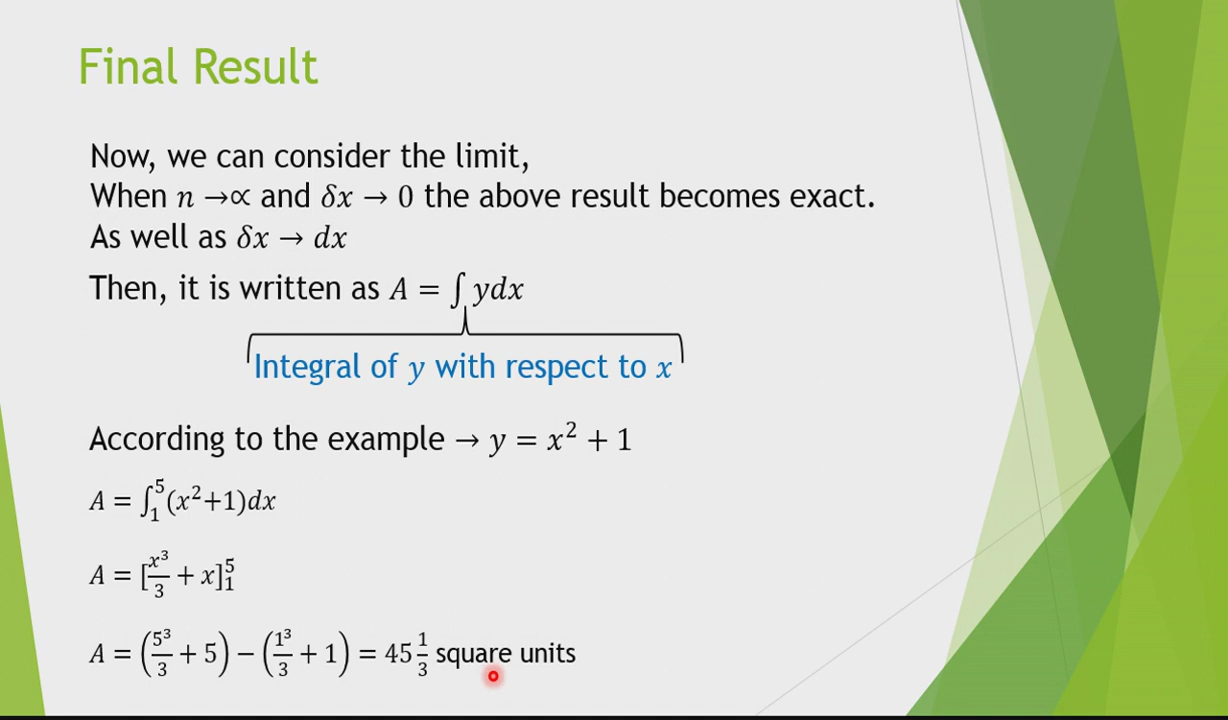 Final Result
Now, we can consider the limit,
When n →∝ and δx → 0 the above result becomes exact.
As well as δx → dx
Then, it is written as A = ∫ ydx
Integral of y with respect to x
According to the example → y = x² + 1
A = ∫₁⁵(x²+1)dx
A = [x³/3 + x]₁⁵
A = (5³/3 + 5) − (1³/3 + 1) = 45 1/3 square units